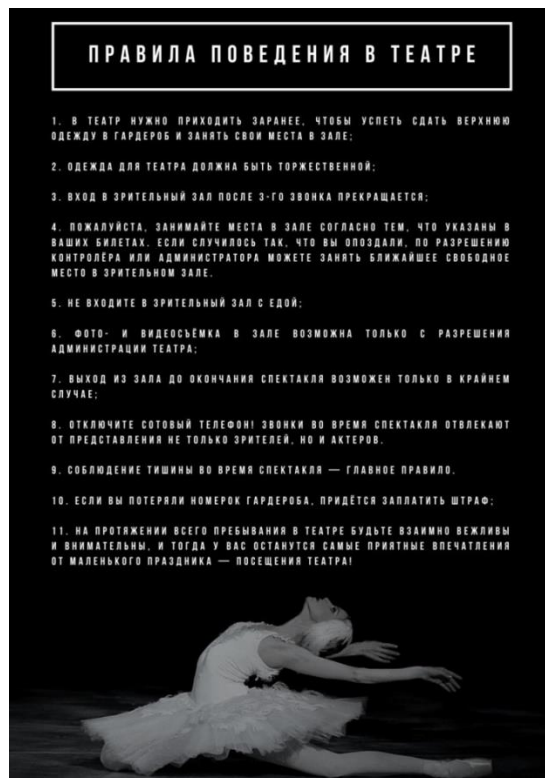 ПРАВИЛА ПОВЕДЕНИЯ В ТЕАТРЕ
1. В ТЕАТР НУЖНО ПРИХОДИТЬ ЗАРАНЕЕ, ЧТОБЫ УСПЕТЬ СДАТЬ ВЕРХНЮЮ
ОДЕЖДУ В ГАРДЕРОБ И ЗАНЯТЬ СВОИ МЕСТА В ЗАЛЕ;
2. ОДЕЖДА ДЛЯ ТЕАТРА ДОЛЖНА БЫТЬ ТОРЖЕСТВЕННОЙ;
3. ВХОД В ЗРИТЕЛЬНЫЙ ЗАЛ ПОСЛЕ 3-ГО ЗВОНКА ПРЕКРАЩАЕТСЯ;
4. ПОЖАЛУЙСТА, ЗАНИМАЙТЕ МЕСТА В ЗАЛЕ СОГЛАСНО ТЕМ, ЧТО УКАЗАНЫ В
ВАШИХ БИЛЕТАХ. ЕСЛИ СЛУЧИЛОСЬ ТАК, ЧТО ВЫ ОПОЗДАЛИ, ПО РАЗРЕШЕНИЮ
КОНТРОЛЁРА ИЛИ АДМИНИСТРАТОРА МОЖЕТЕ ЗАНЯТЬ БЛИЖАЙШЕЕ СВОБОДНОЕ
МЕСТО В ЗРИТЕЛЬНОМ ЗАЛЕ.
5. НЕ ВХОДИТЕ В ЗРИТЕЛЬНЫЙ ЗАЛ С ЕДОЙ;
6. ФОТО- И ВИДЕОСЪЁМКА В ЗАЛЕ ВОЗМОЖНА ТОЛЬКО С РАЗРЕШЕНИЯ
АДМИНИСТРАЦИИ ТЕАТРА;
7. ВЫХОД ИЗ ЗАЛА ДО ОКОНЧАНИЯ СПЕКТАКЛЯ ВОЗМОЖЕН ТОЛЬКО В КРАЙНЕМ
СЛУЧАЕ;
8. ОТКЛЮЧИТЕ СОТОВЫЙ ТЕЛЕФОН! ЗВОНКИ ВО ВРЕМЯ СПЕКТАКЛЯ ОТВЛЕКАЮТ
ОТ ПРЕДСТАВЛЕНИЯ НЕ ТОЛЬКО ЗРИТЕЛЕЙ, НО И АКТЕРОВ.
9. СОБЛЮДЕНИЕ ТИШИНЫ ВО ВРЕМЯ СПЕКТАКЛЯ — ГЛАВНОЕ ПРАВИЛО.
10. ЕСЛИ ВЫ ПОТЕРЯЛИ НОМЕРОК ГАРДЕРОБА, ПРИДЁТСЯ ЗАПЛАТИТЬ ШТРАФ;
11. НА ПРОТЯЖЕНИИ ВСЕГО ПРЕБЫВАНИЯ В ТЕАТРЕ БУДЬТЕ ВЗАИМНО ВЕЖЛИВЫ
И ВНИМАТЕЛЬНЫ, И ТОГДА У ВАС ОСТАНУТСЯ САМЫЕ ПРИЯТНЫЕ ВПЕЧАТЛЕНИЯ
ОТ МАЛЕНЬКОГО ПРАЗДНИКА — ПОСЕЩЕНИЯ ТЕАТРА!